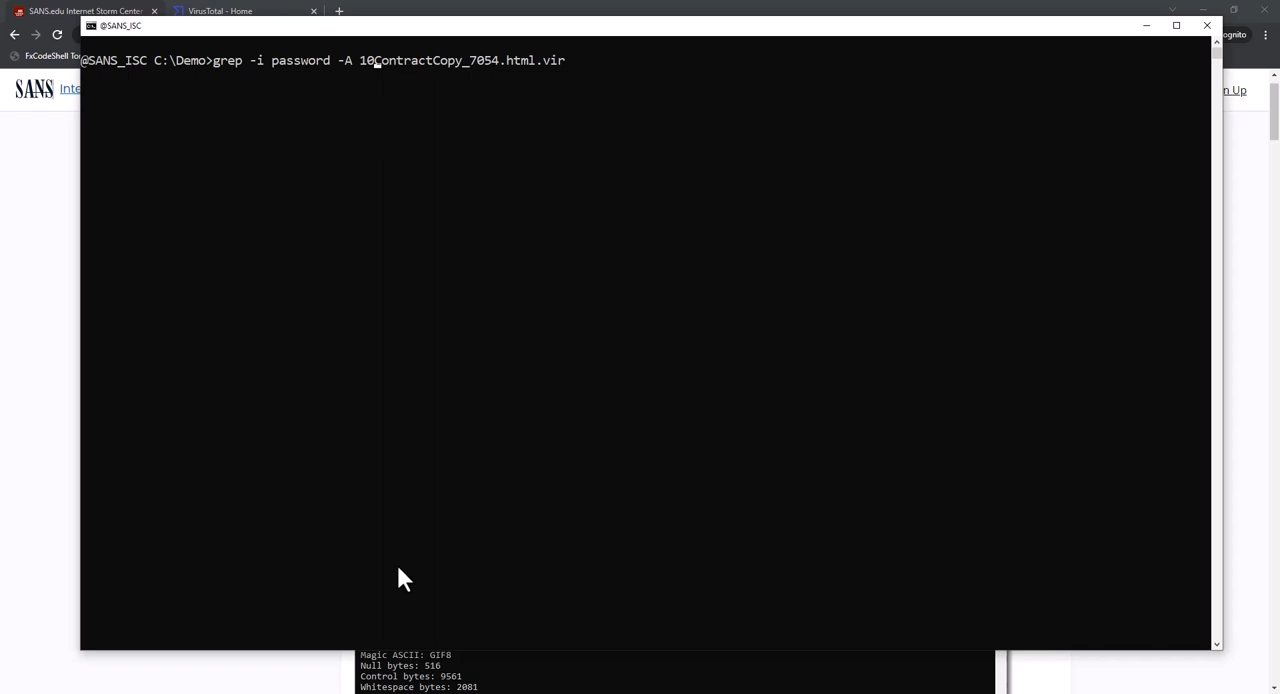 SANS.edu Internet Storm Center
VirusTotal - Home
@SANS_ISC
ognito
FxCodeShell
SANS
Inte
n Up
@SANS_ISC C:\Demo>grep -i password -A 10ContractCopy_7054.html.vir
Magic ASCII: GIF8
Null bytes: 516
Control bytes: 9561
Whitespace bytes: 2081